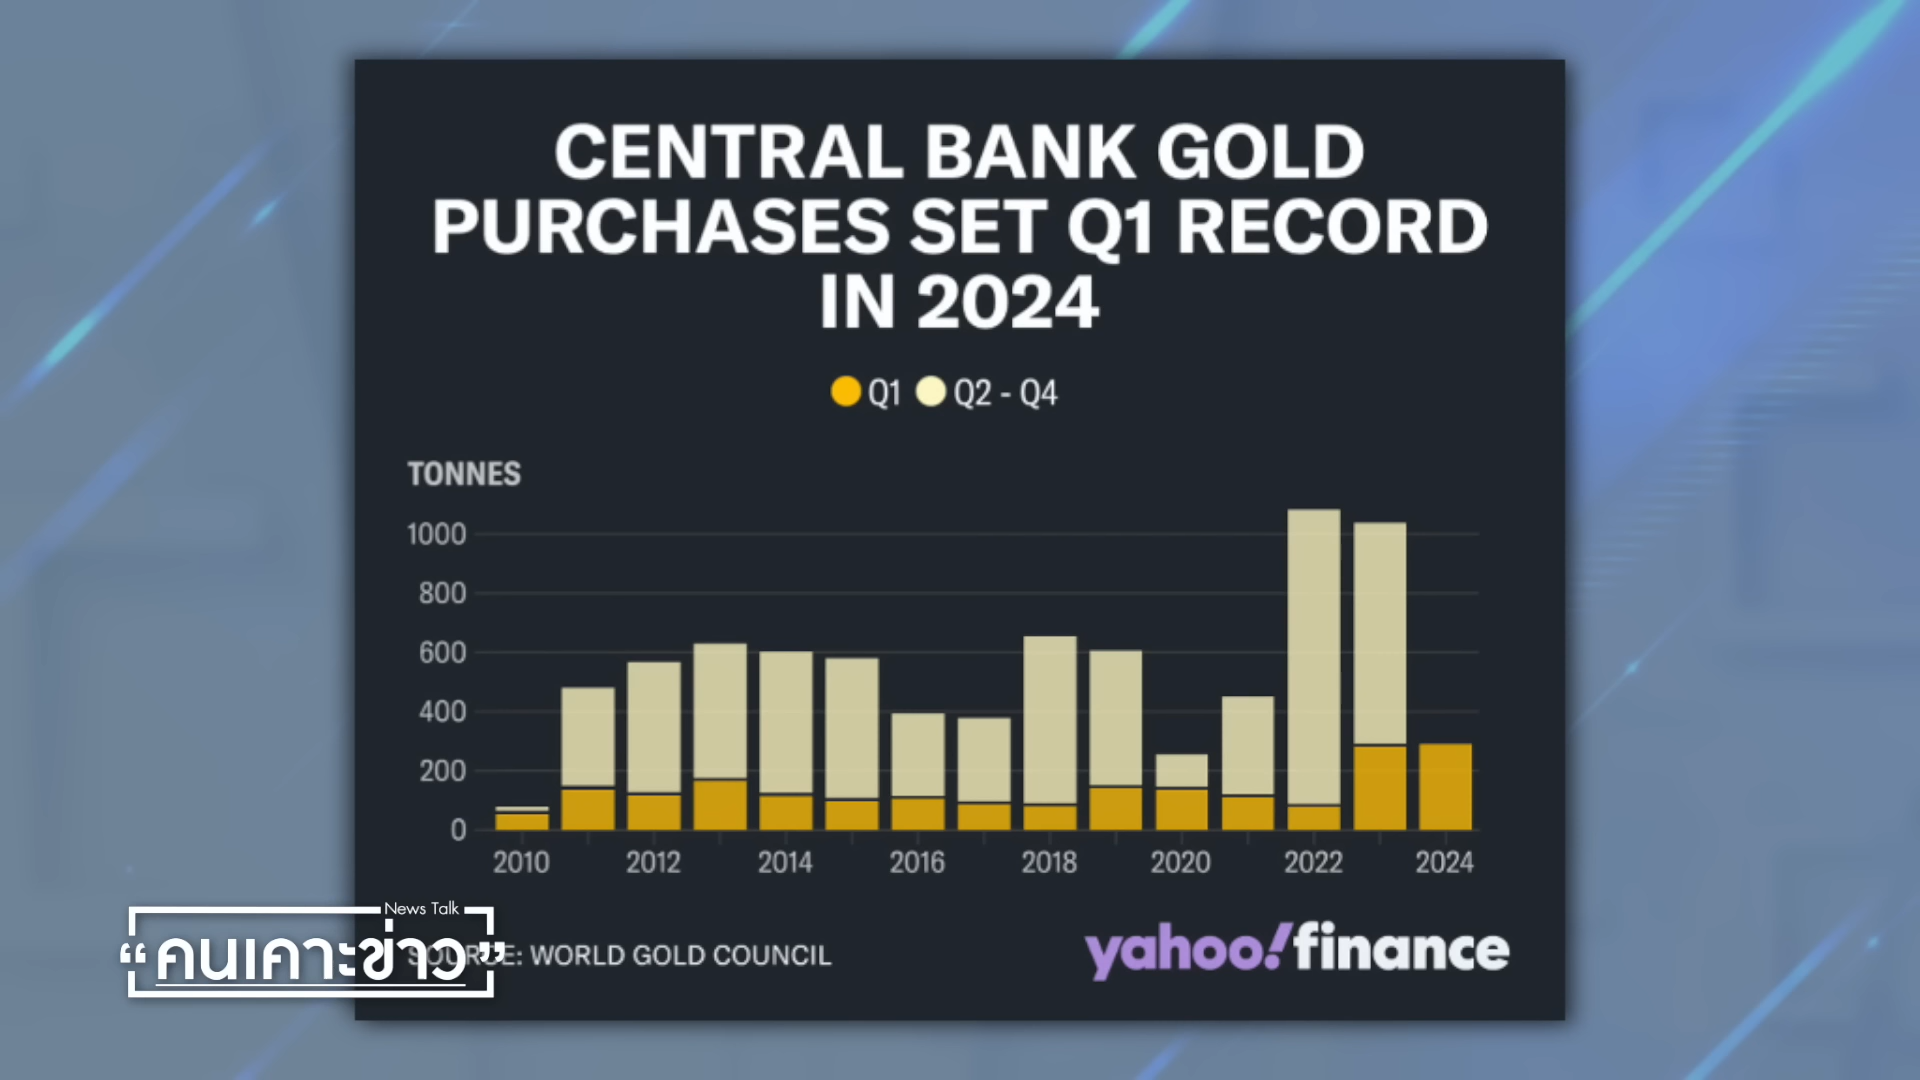 CENTRAL BANK GOLD
PURCHASES SET Q1 RECORD
IN 2024
Q1 Q2 - Q4
TONNES
1000
800
600
400
200
0
2010 2012 2014 2016 2018 2020 2022 2024
SOURCE: WORLD GOLD COUNCIL
yahoo!finance
News Talk
“คนเคาะข่าว”